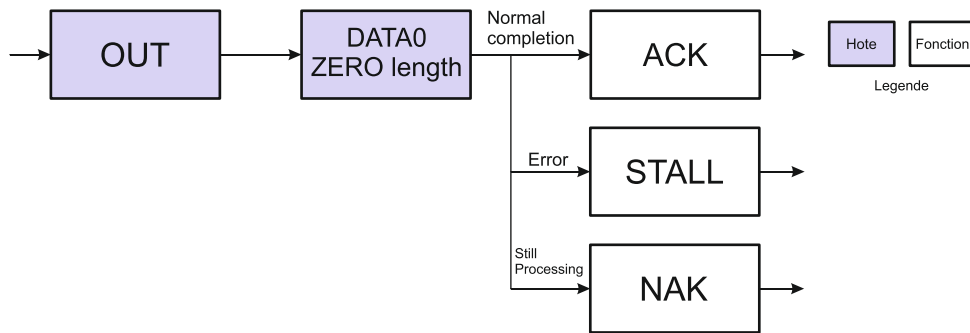 OUT
DATA0
ZERO length
Normal
completion
ACK
Hote
Fonction
Legende
Error
STALL
Still
Processing
NAK